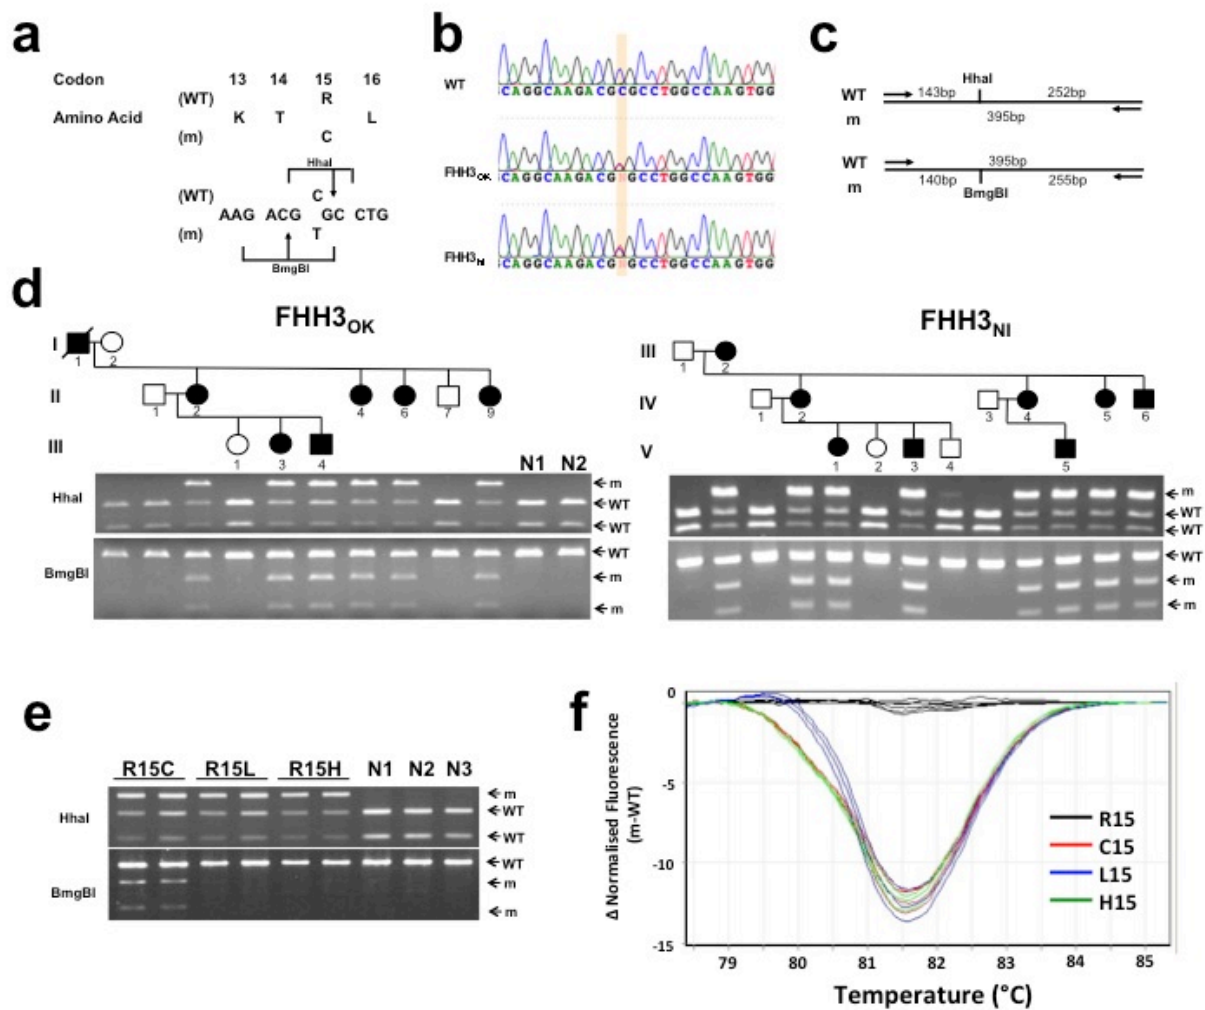 a
Codon 13 14 15 16
(WT) R
Amino Acid K T L
(m) C
HhaI
(WT) C
AAG ACG GC CTG
(m) T
BmgBI
b
WT
CAGGCAAGACGCGCCTGGCCAAGTGG
FHH3OK
CAGGCAAGACG GCCTGGCCAAGTGG
FHH3NI
CAGGCAAGACG GCCTGGCCAAGTGG
c
HhaI
WT 143bp 252bp
m 395bp
WT 395bp
m 140bp 255bp
BmgBI
d
FHH3OK
I
1 2
II
1 2 4 6 7 9
III
1 3 4
N1 N2
HhaI
m
WT
WT
BmgBI
WT
m
m
FHH3NI
III
1 2
IV
1 2 3 4 5 6
V
1 2 3 4 5
m
WT
WT
WT
m
m
e
R15C R15L R15H N1 N2 N3
HhaI
m
WT
WT
BmgBI
WT
m
m
f
Δ Normalised Fluorescence
(m-WT)
0
-5
-10
-15
79 80 81 82 83 84 85
Temperature (°C)
R15
C15
L15
H15